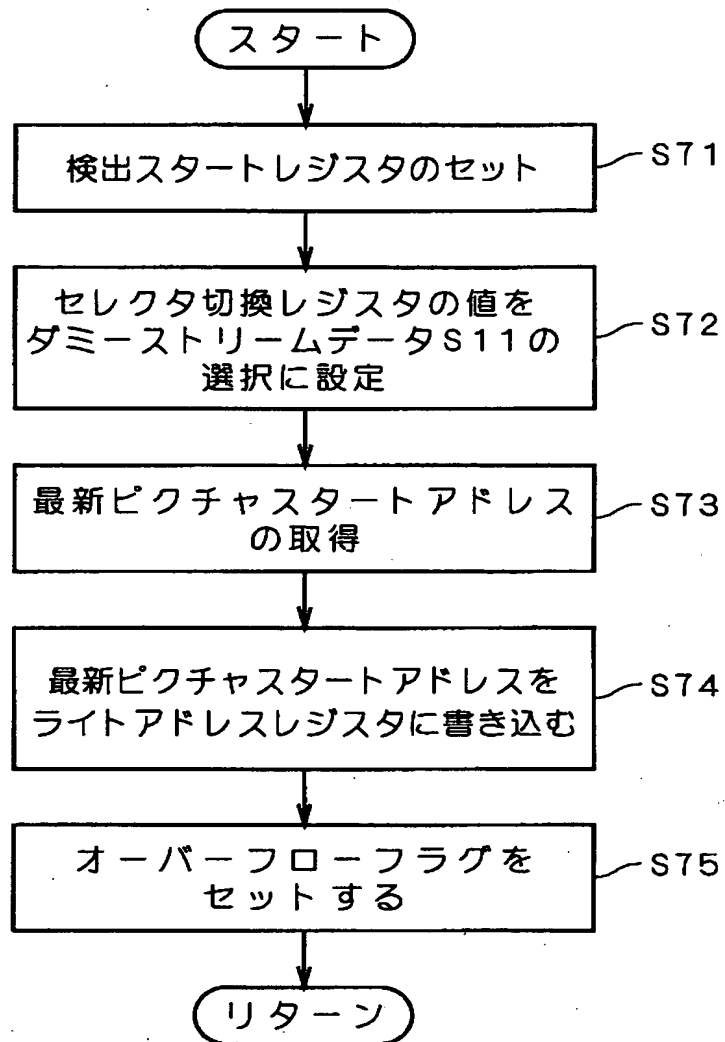 スタート
検出スタートレジスタのセット
S71
セレクタ切換レジスタの値を
ダミーストリームデータS11の
選択に設定
S72
最新ピクチャスタートアドレス
の取得
S73
最新ピクチャスタートアドレスを
ライトアドレスレジスタに書き込む
S74
オーバーフローフラグを
セットする
S75
リターン